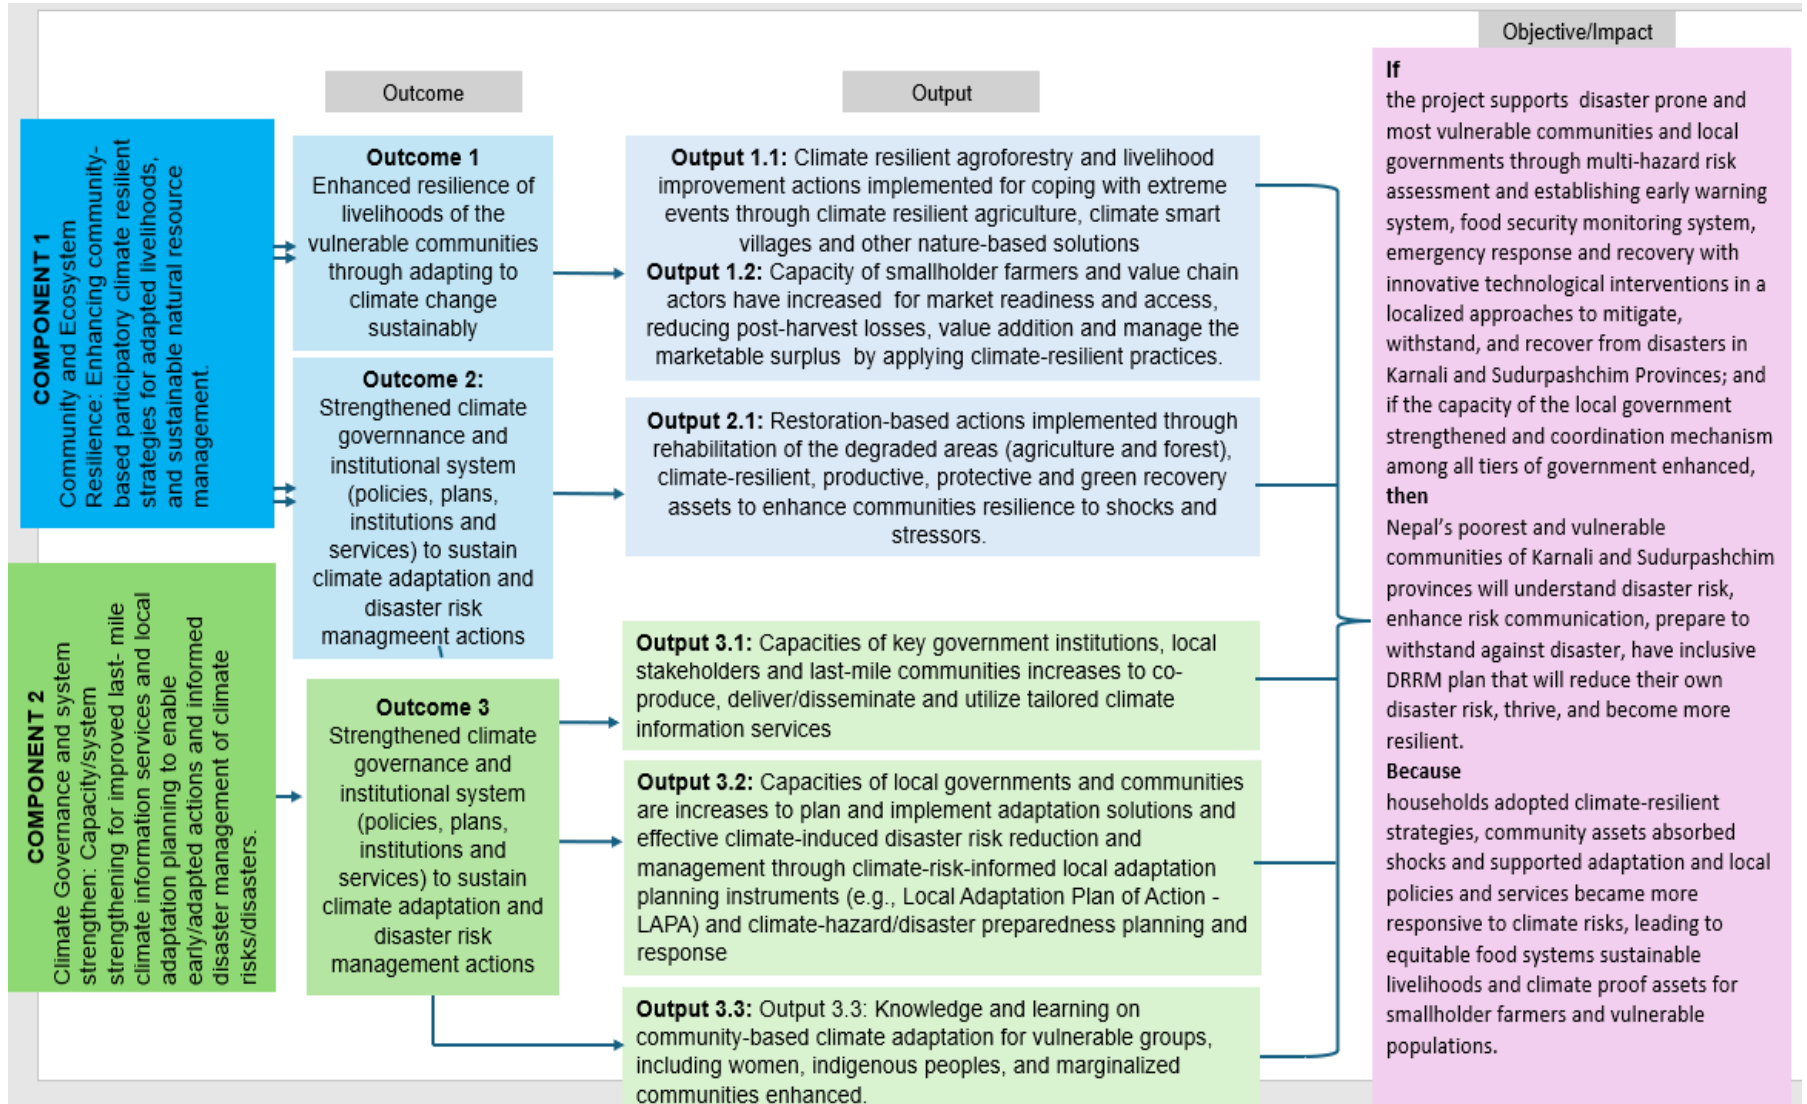 Objective/Impact
Outcome
Output
COMPONENT 1
Community and Ecosystem
Resilience: Enhancing community-
based participatory climate resilient
strategies for adapted livelihoods,
and sustainable natural resource
management.
COMPONENT 2
Climate Governance and system
strengthen: Capacity/system
strengthening for improved last- mile
climate information services and local
adaptation planning to enable
early/adapted actions and informed
disaster management of climate
risks/disasters.
Outcome 1
Enhanced resilience of
livelihoods of the
vulnerable communities
through adapting to
climate change
sustainably
Outcome 2:
Strengthened climate
governnance and
institutional system
(policies, plans,
institutions and
services) to sustain
climate adaptation and
disaster risk
managmeent actions
Outcome 3
Strengthened climate
governance and
institutional system
(policies, plans,
institutions and
services) to sustain
climate adaptation and
disaster risk
management actions
Output 1.1: Climate resilient agroforestry and livelihood
improvement actions implemented for coping with extreme
events through climate resilient agriculture, climate smart
villages and other nature-based solutions
Output 1.2: Capacity of smallholder farmers and value chain
actors have increased for market readiness and access,
reducing post-harvest losses, value addition and manage the
marketable surplus by applying climate-resilient practices.
Output 2.1: Restoration-based actions implemented through
rehabilitation of the degraded areas (agriculture and forest),
climate-resilient, productive, protective and green recovery
assets to enhance communities resilience to shocks and
stressors.
Output 3.1: Capacities of key government institutions, local
stakeholders and last-mile communities increases to co-
produce, deliver/disseminate and utilize tailored climate
information services
Output 3.2: Capacities of local governments and communities
are increases to plan and implement adaptation solutions and
effective climate-induced disaster risk reduction and
management through climate-risk-informed local adaptation
planning instruments (e.g., Local Adaptation Plan of Action -
LAPA) and climate-hazard/disaster preparedness planning and
response
Output 3.3: Output 3.3: Knowledge and learning on
community-based climate adaptation for vulnerable groups,
including women, indigenous peoples, and marginalized
communities enhanced.
If
the project supports disaster prone and
most vulnerable communities and local
governments through multi-hazard risk
assessment and establishing early warning
system, food security monitoring system,
emergency response and recovery with
innovative technological interventions in a
localized approaches to mitigate,
withstand, and recover from disasters in
Karnali and Sudurpashchim Provinces; and
if the capacity of the local government
strengthened and coordination mechanism
among all tiers of government enhanced,
then
Nepal's poorest and vulnerable
communities of Karnali and Sudurpashchim
provinces will understand disaster risk,
enhance risk communication, prepare to
withstand against disaster, have inclusive
DRRM plan that will reduce their own
disaster risk, thrive, and become more
resilient.
Because
households adopted climate-resilient
strategies, community assets absorbed
shocks and supported adaptation and local
policies and services became more
responsive to climate risks, leading to
equitable food systems sustainable
livelihoods and climate proof assets for
smallholder farmers and vulnerable
populations.